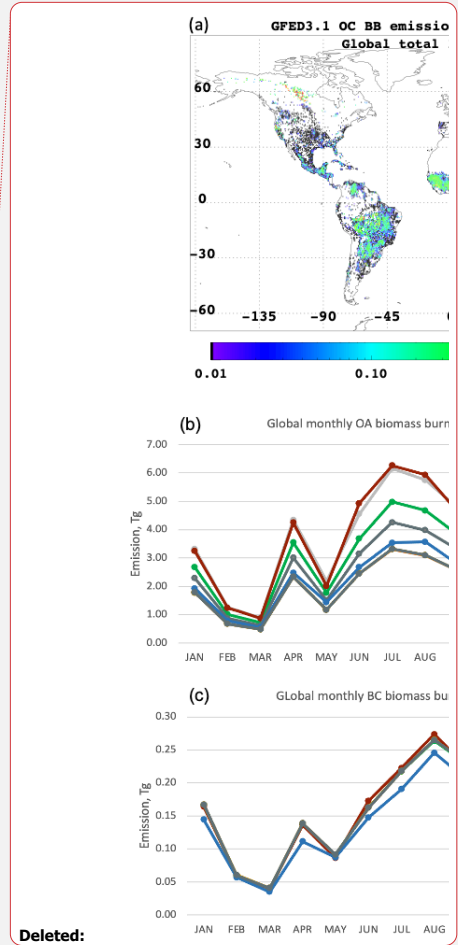 (a)
GFED3.1 OC BB emissio
Global total
60
30
0
-30
-60
-135 -90 -45
0.01 0.10
(b)
Global monthly OA biomass burn
7.00
6.00
5.00
4.00
3.00
2.00
1.00
0.00
Emission, Tg
JAN FEB MAR APR MAY JUN JUL AUG
(c)
GLobal monthly BC biomass bu
0.30
0.25
0.20
0.15
0.10
0.05
0.00
Emission, Tg
JAN FEB MAR APR MAY JUN JUL AUG
Deleted: